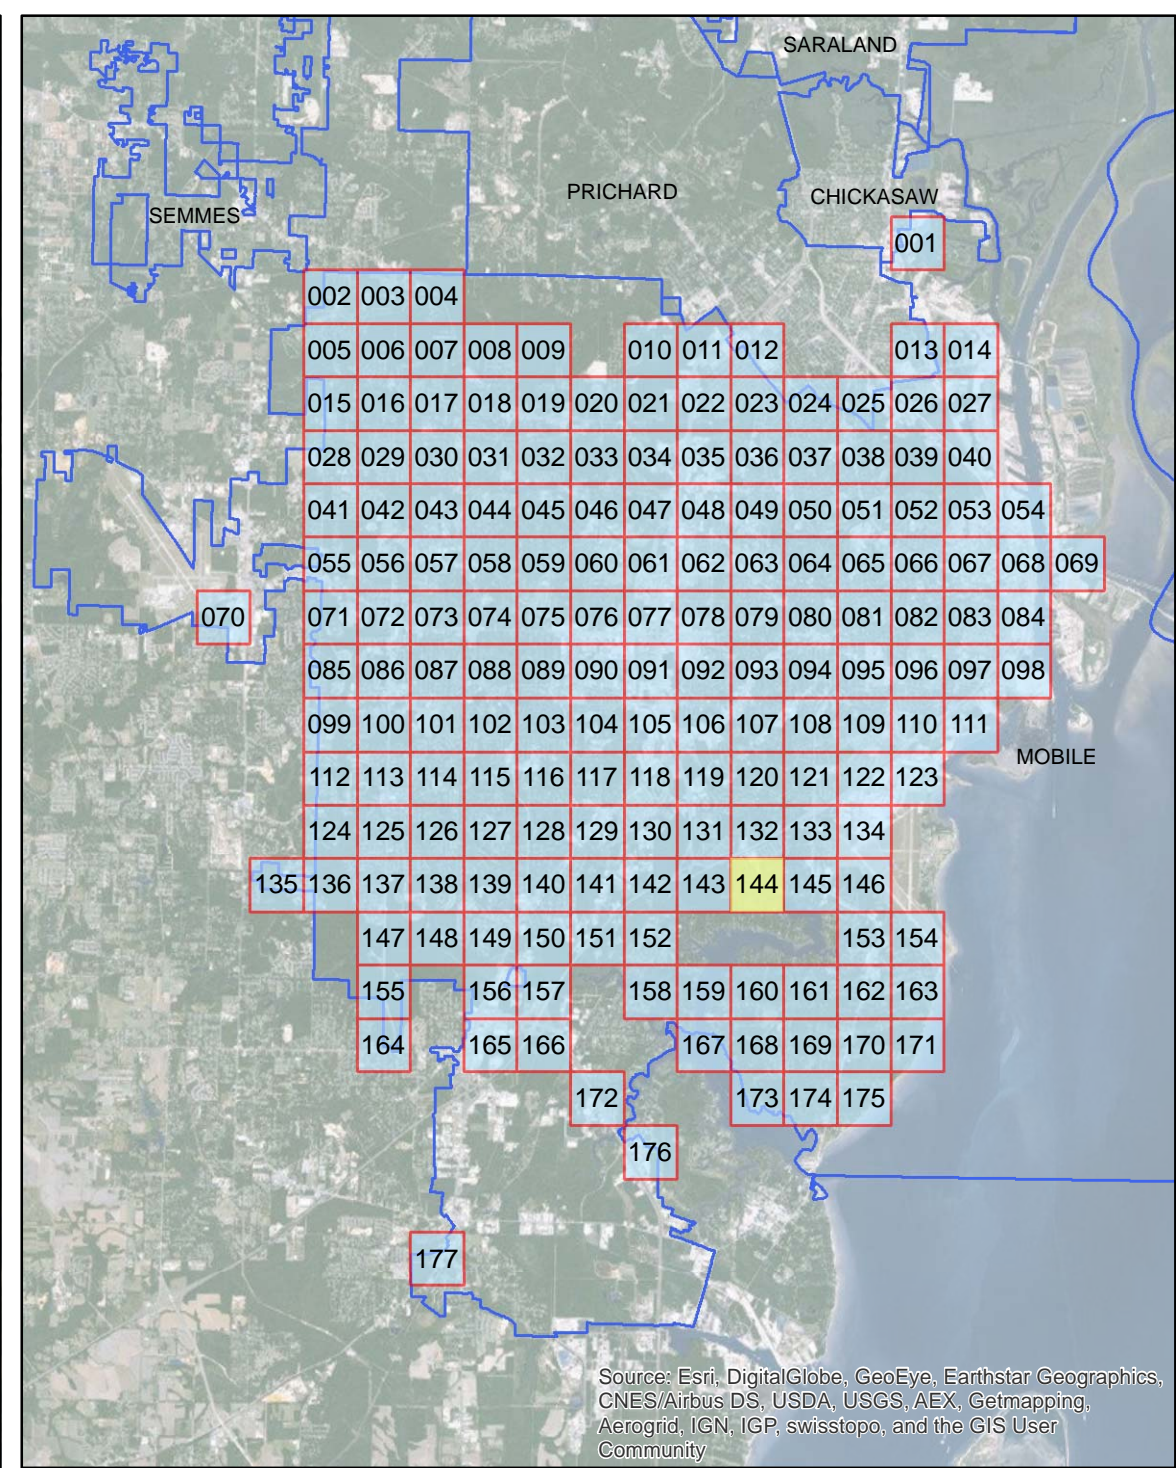 SARALAND
PRICHARD
CHICKASAW
SEMMES
001
002 003 004
005 006 007 008 009 010 011 012 013 014
015 016 017 018 019 020 021 022 023 024 025 026 027
028 029 030 031 032 033 034 035 036 037 038 039 040
041 042 043 044 045 046 047 048 049 050 051 052 053 054
055 056 057 058 059 060 061 062 063 064 065 066 067 068 069
070 071 072 073 074 075 076 077 078 079 080 081 082 083 084
085 086 087 088 089 090 091 092 093 094 095 096 097 098
099 100 101 102 103 104 105 106 107 108 109 110 111
MOBILE
112 113 114 115 116 117 118 119 120 121 122 123
124 125 126 127 128 129 130 131 132 133 134
135 136 137 138 139 140 141 142 143 144 145 146
147 148 149 150 151 152 153 154
155 156 157 158 159 160 161 162 163
164 165 166 167 168 169 170 171
172 173 174 175
176
177
Source: Esri, DigitalGlobe, GeoEye, Earthstar Geographics,
CNES/Airbus DS, USDA, USGS, AEX, Getmapping,
Aerogrid, IGN, IGP, swisstopo, and the GIS User
Community